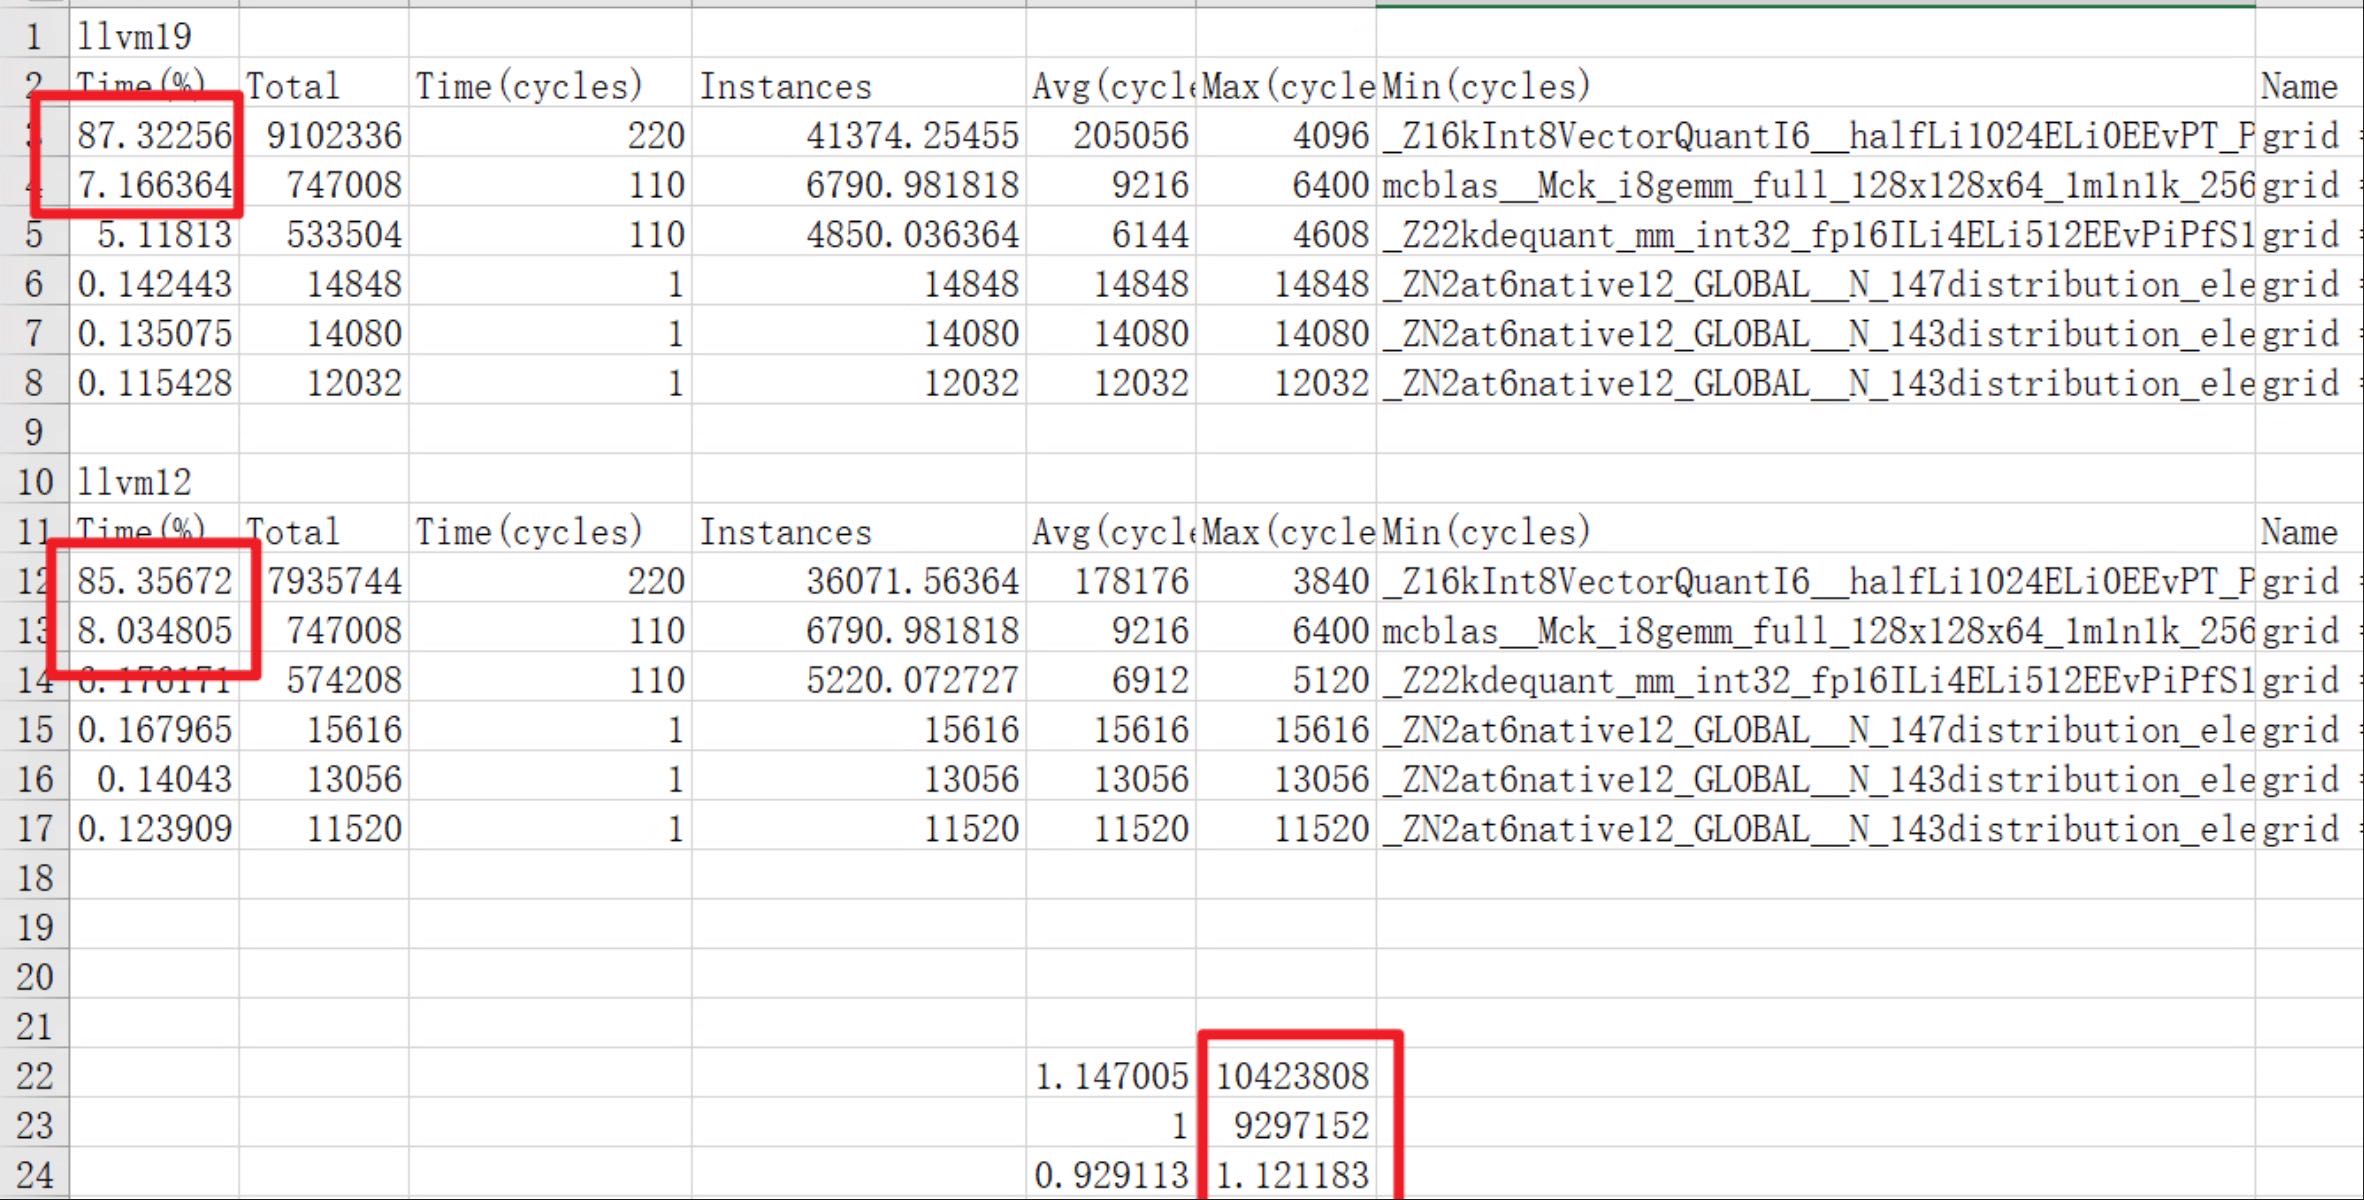 1 llvm19
2 Time(%) Total Time(cycles) Instances Avg(cycle Max(cycle Min(cycles) Name
3 87.32256 9102336 220 41374.25455 205056 4096 _Z16kInt8VectorQuantI6__halfLi1024ELi0EEvPT_P grid
4 7.166364 747008 110 6790.981818 9216 6400 mcblas__Mck_i8gemm_full_128x128x64_1m1n1k_256 grid
5 5.11813 533504 110 4850.036364 6144 4608 _Z22kdequant_mm_int32_fp16ILi4ELi512EEvPiPfS1 grid
6 0.142443 14848 1 14848 14848 14848 _ZN2at6native12_GLOBAL__N_147distribution_ele grid
7 0.135075 14080 1 14080 14080 14080 _ZN2at6native12_GLOBAL__N_143distribution_ele grid
8 0.115428 12032 1 12032 12032 12032 _ZN2at6native12_GLOBAL__N_143distribution_ele grid
9
10 llvm12
11 Time(%) Total Time(cycles) Instances Avg(cycle Max(cycle Min(cycles) Name
12 85.35672 7935744 220 36071.56364 178176 3840 _Z16kInt8VectorQuantI6__halfLi1024ELi0EEvPT_P grid
13 8.034805 747008 110 6790.981818 9216 6400 mcblas__Mck_i8gemm_full_128x128x64_1m1n1k_256 grid
14 6.176171 574208 110 5220.072727 6912 5120 _Z22kdequant_mm_int32_fp16ILi4ELi512EEvPiPfS1 grid
15 0.167965 15616 1 15616 15616 15616 _ZN2at6native12_GLOBAL__N_147distribution_ele grid
16 0.14043 13056 1 13056 13056 13056 _ZN2at6native12_GLOBAL__N_143distribution_ele grid
17 0.123909 11520 1 11520 11520 11520 _ZN2at6native12_GLOBAL__N_143distribution_ele grid
18
19
20
21
22 1.147005 10423808
23 1 9297152
24 0.929113 1.121183